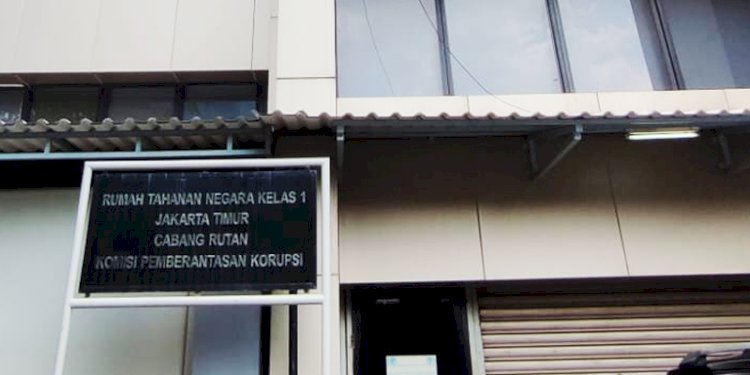 RUMAH TAHANAN NEGARA KELAS 1
JAKARTA TIMUR
CABANG RUTAN
KOMISI PEMBERANTASAN KORUPSI